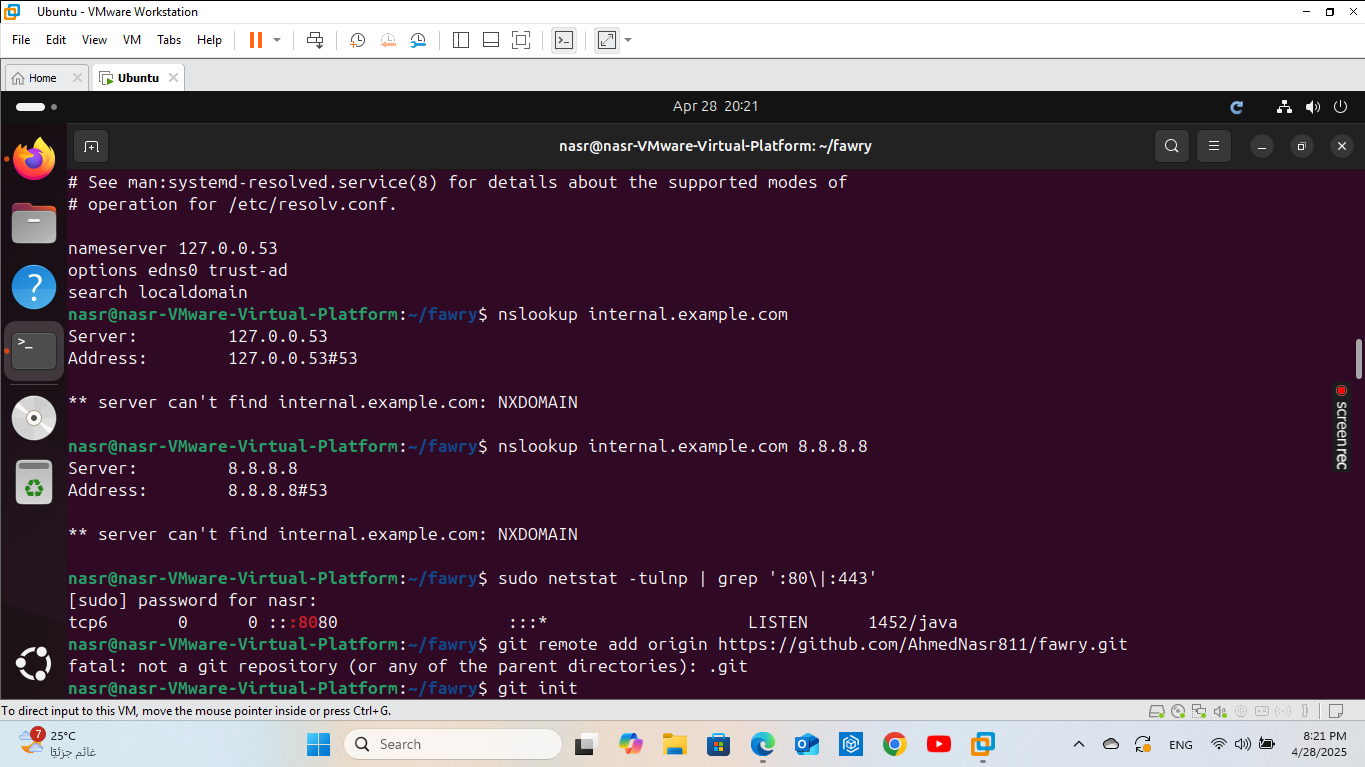 Ubuntu - VMware Workstation
File Edit View VM Tabs Help
Home Ubuntu
Apr 28 20:21
nasr@nasr-VMware-Virtual-Platform: ~/fawry
# See man:systemd-resolved.service(8) for details about the supported modes of
# operation for /etc/resolv.conf.
nameserver 127.0.0.53
options edns0 trust-ad
search localdomain
nasr@nasr-VMware-Virtual-Platform:~/fawry$ nslookup internal.example.com
Server: 127.0.0.53
Address: 127.0.0.53#53
** server can't find internal.example.com: NXDOMAIN
nasr@nasr-VMware-Virtual-Platform:~/fawry$ nslookup internal.example.com 8.8.8.8
Server: 8.8.8.8
Address: 8.8.8.8#53
** server can't find internal.example.com: NXDOMAIN
nasr@nasr-VMware-Virtual-Platform:~/fawry$ sudo netstat -tulnp | grep ':80\|:443'
[sudo] password for nasr:
tcp6 0 0 :::8080 :::* LISTEN 1452/java
nasr@nasr-VMware-Virtual-Platform:~/fawry$ git remote add origin https://github.com/AhmedNasr811/fawry.git
fatal: not a git repository (or any of the parent directories): .git
nasr@nasr-VMware-Virtual-Platform:~/fawry$ git init
screenrec
To direct input to this VM, move the mouse pointer inside or press Ctrl+G.
7
25°C
غائم جزئيًا
Search
ENG
8:21 PM
4/28/2025